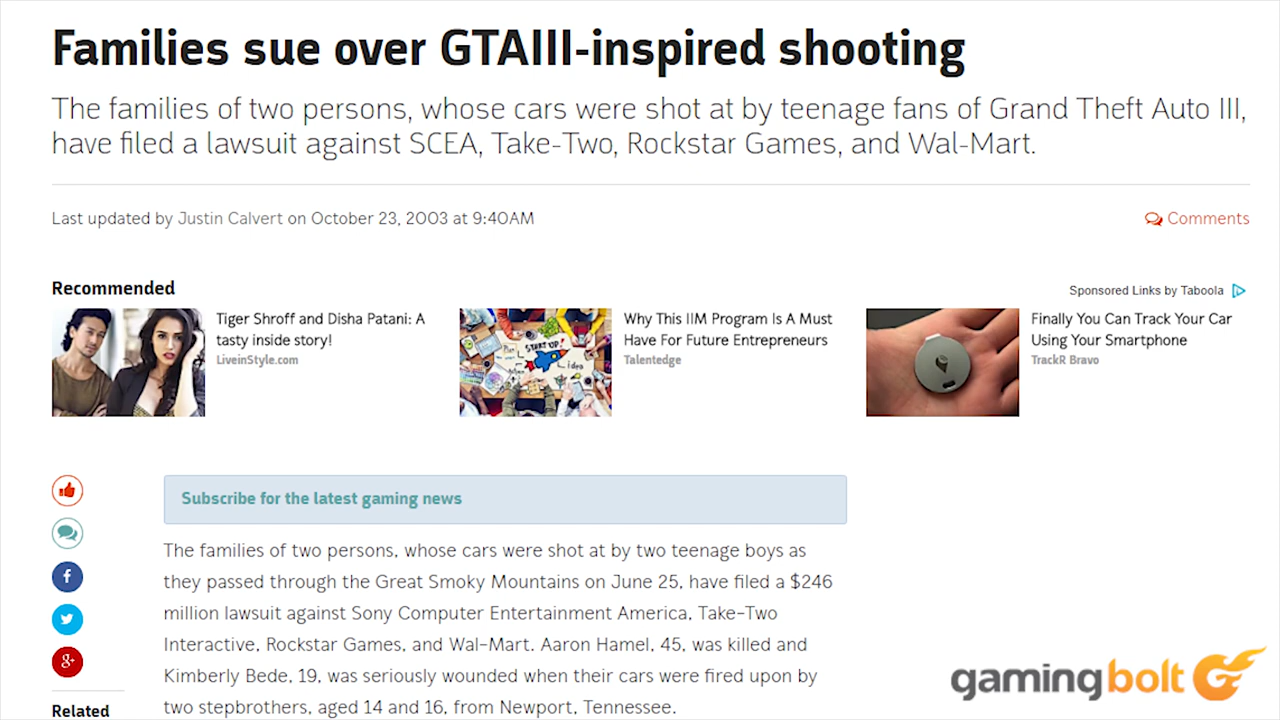 Families sue over GTAIII-inspired shooting
The families of two persons, whose cars were shot at by teenage fans of Grand Theft Auto III,
have filed a lawsuit against SCEA, Take-Two, Rockstar Games, and Wal-Mart.
Last updated by Justin Calvert on October 23, 2003 at 9:40AM
Comments
Recommended
Sponsored Links by Taboola
Tiger Shroff and Disha Patani: A
tasty inside story!
LiveinStyle.com
START UP!
Plan
Idea
Why This IIM Program Is A Must
Have For Future Entrepreneurs
Talentedge
Finally You Can Track Your Car
Using Your Smartphone
TrackR Bravo
Subscribe for the latest gaming news
The families of two persons, whose cars were shot at by two teenage boys as
they passed through the Great Smoky Mountains on June 25, have filed a $246
million lawsuit against Sony Computer Entertainment America, Take-Two
Interactive, Rockstar Games, and Wal-Mart. Aaron Hamel, 45, was killed and
Kimberly Bede, 19, was seriously wounded when their cars were fired upon by
two stepbrothers, aged 14 and 16, from Newport, Tennessee.
f
g+
Related
gamingbolt